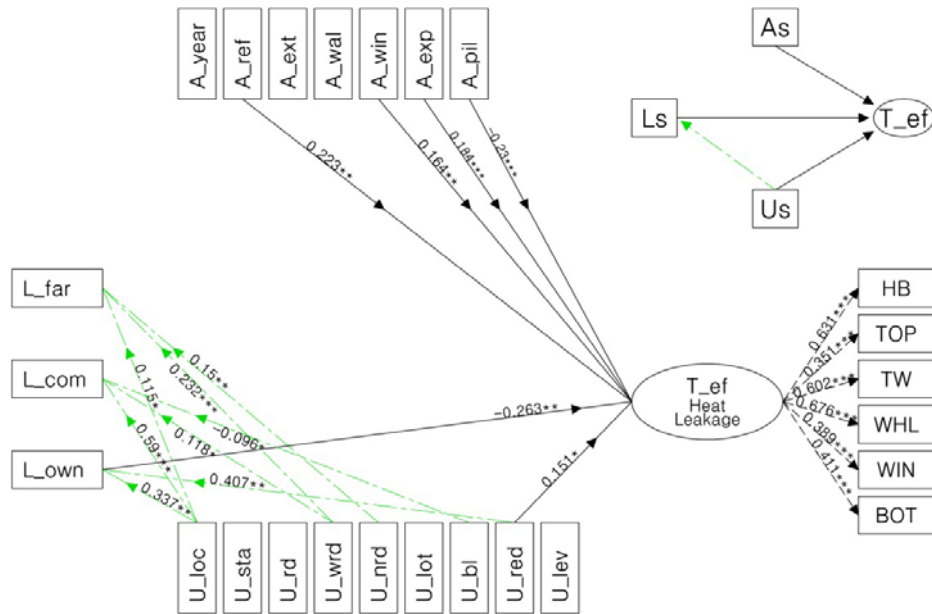 A_year
A_ref
A_ext
A_wal
A_win
A_exp
A_pil
As
Ls
T_ef
Us
0.223**
0.164**
0.184***
-0.23***
L_far
L_com
L_own
0.115*
0.232***
0.15**
0.59***
0.118*
-0.096*
0.337**
0.407**
-0.263**
0.151*
T_ef
Heat
Leakage
0.631***
0.351***
0.602***
0.676***
0.389***
0.411***
HB
TOP
TW
WHL
WIN
BOT
U_loc
U_sta
U_rd
U_wrd
U_nrd
U_lot
U_bl
U_red
U_lev